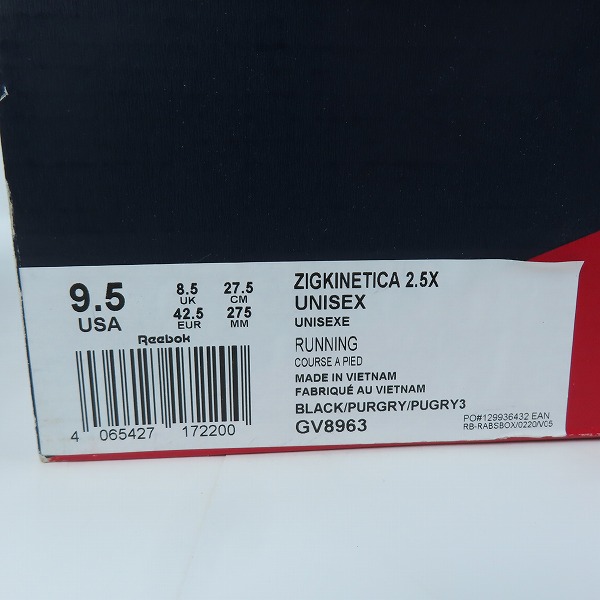 9.5
USA
8.5
UK
27.5
CM
42.5
EUR
275
MM
Reebok
4 065427 172200
ZIGKINETICA 2.5X
UNISEX
UNISEXE
RUNNING
COURSE A PIED
MADE IN VIETNAM
FABRIQUÉ AU VIETNAM
BLACK/PURGRY/PUGRY3
GV8963
PO#129936432 EAN
RB-RABSBOX/0220/V05